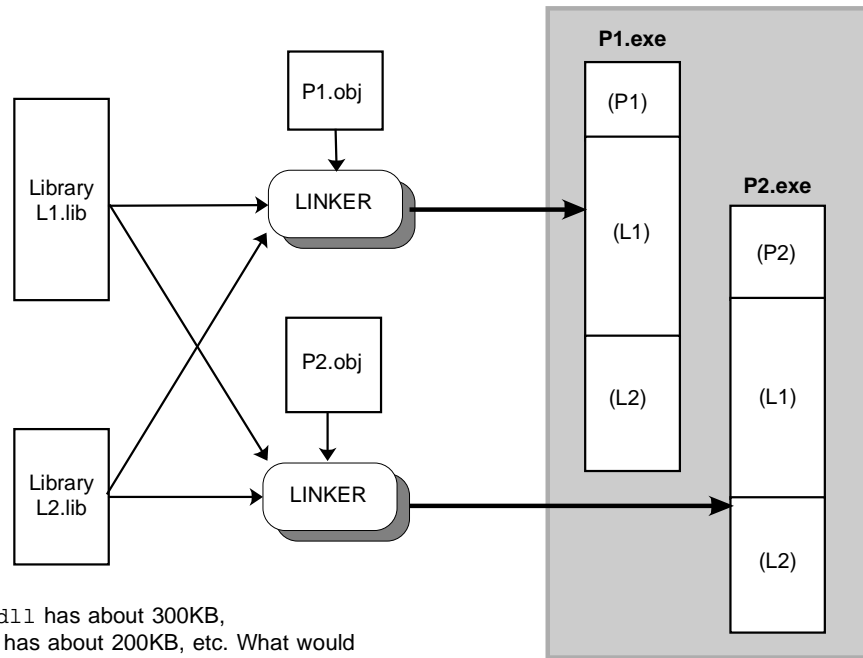 P1.exe
P1.obj
(P1)
Library
L1.lib
LINKER
P2.exe
(L1)
(P2)
P2.obj
(L2)
(L1)
Library
L2.lib
LINKER
(L2)
has about 300KB,
has about 200KB, etc. What would